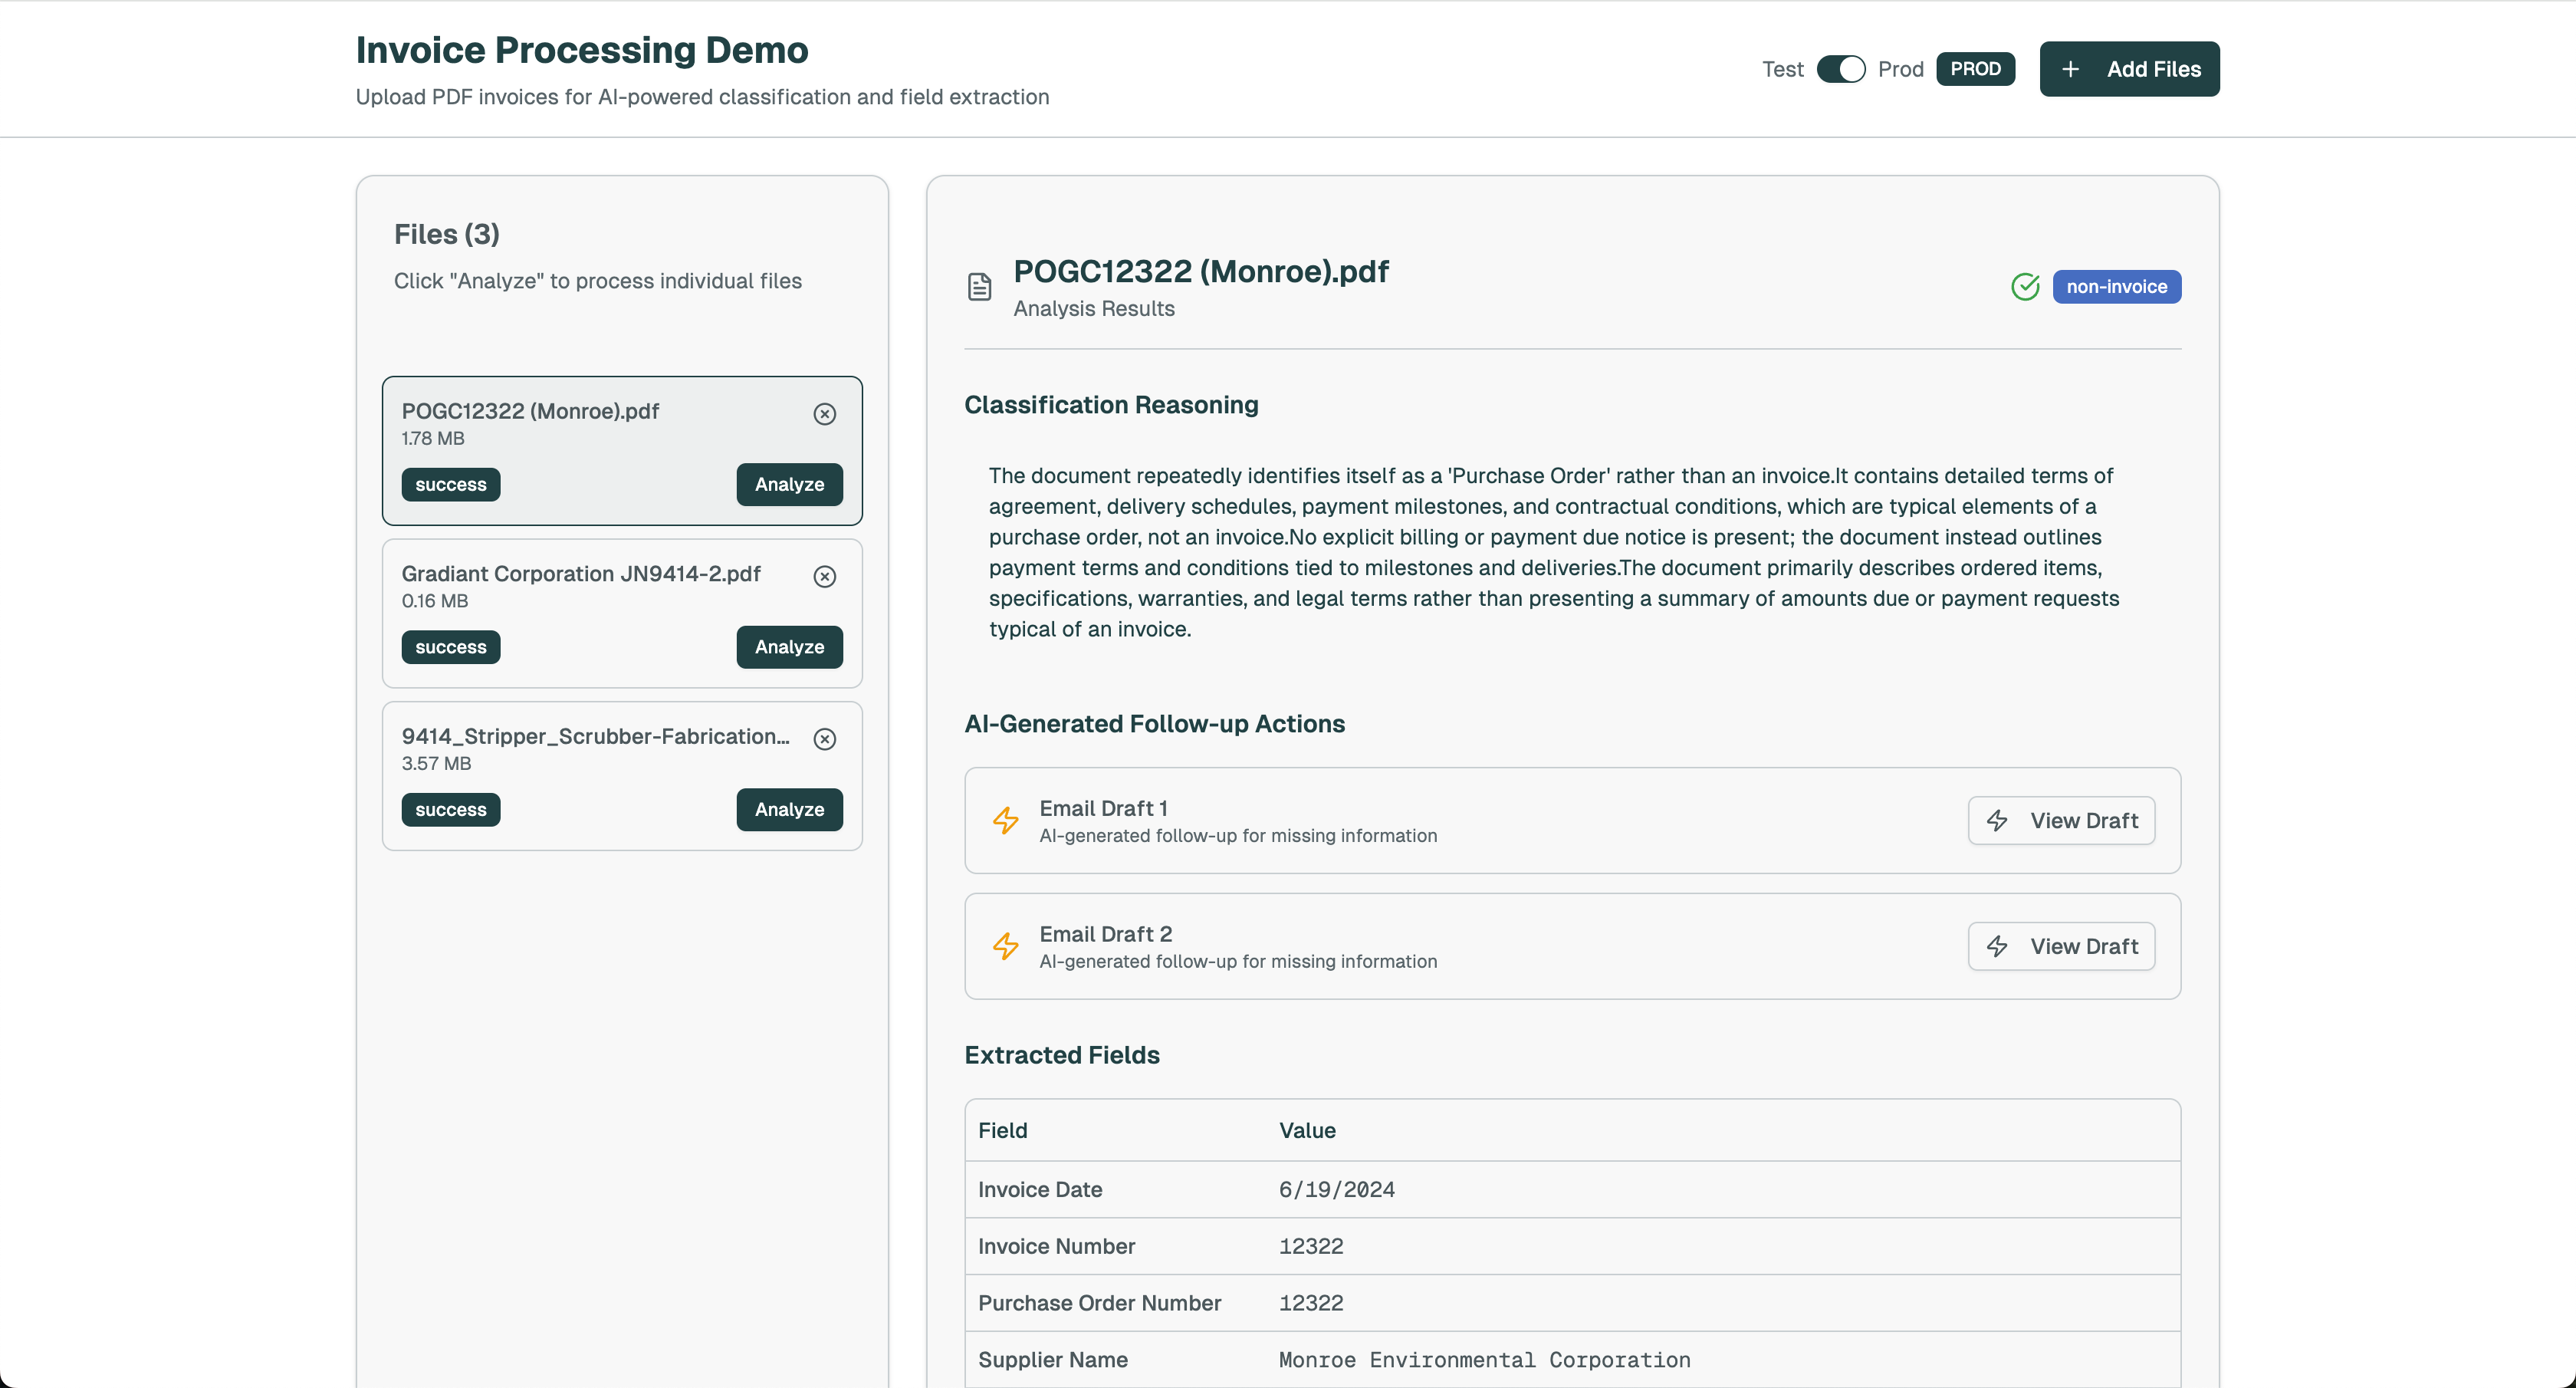 Invoice Processing Demo
Upload PDF invoices for AI-powered classification and field extraction
Test Prod PROD + Add Files
Files (3)
Click "Analyze" to process individual files
POGC12322 (Monroe).pdf
1.78 MB
success Analyze
Gradiant Corporation JN9414-2.pdf
0.16 MB
success Analyze
9414_Stripper_Scrubber-Fabrication...
3.57 MB
success Analyze
POGC12322 (Monroe).pdf
Analysis Results
non-invoice
Classification Reasoning
The document repeatedly identifies itself as a 'Purchase Order' rather than an invoice.It contains detailed terms of
agreement, delivery schedules, payment milestones, and contractual conditions, which are typical elements of a
purchase order, not an invoice.No explicit billing or payment due notice is present; the document instead outlines
payment terms and conditions tied to milestones and deliveries.The document primarily describes ordered items,
specifications, warranties, and legal terms rather than presenting a summary of amounts due or payment requests
typical of an invoice.
AI-Generated Follow-up Actions
Email Draft 1
AI-generated follow-up for missing information
View Draft
Email Draft 2
AI-generated follow-up for missing information
View Draft
Extracted Fields
Field Value
Invoice Date 6/19/2024
Invoice Number 12322
Purchase Order Number 12322
Supplier Name Monroe Environmental Corporation